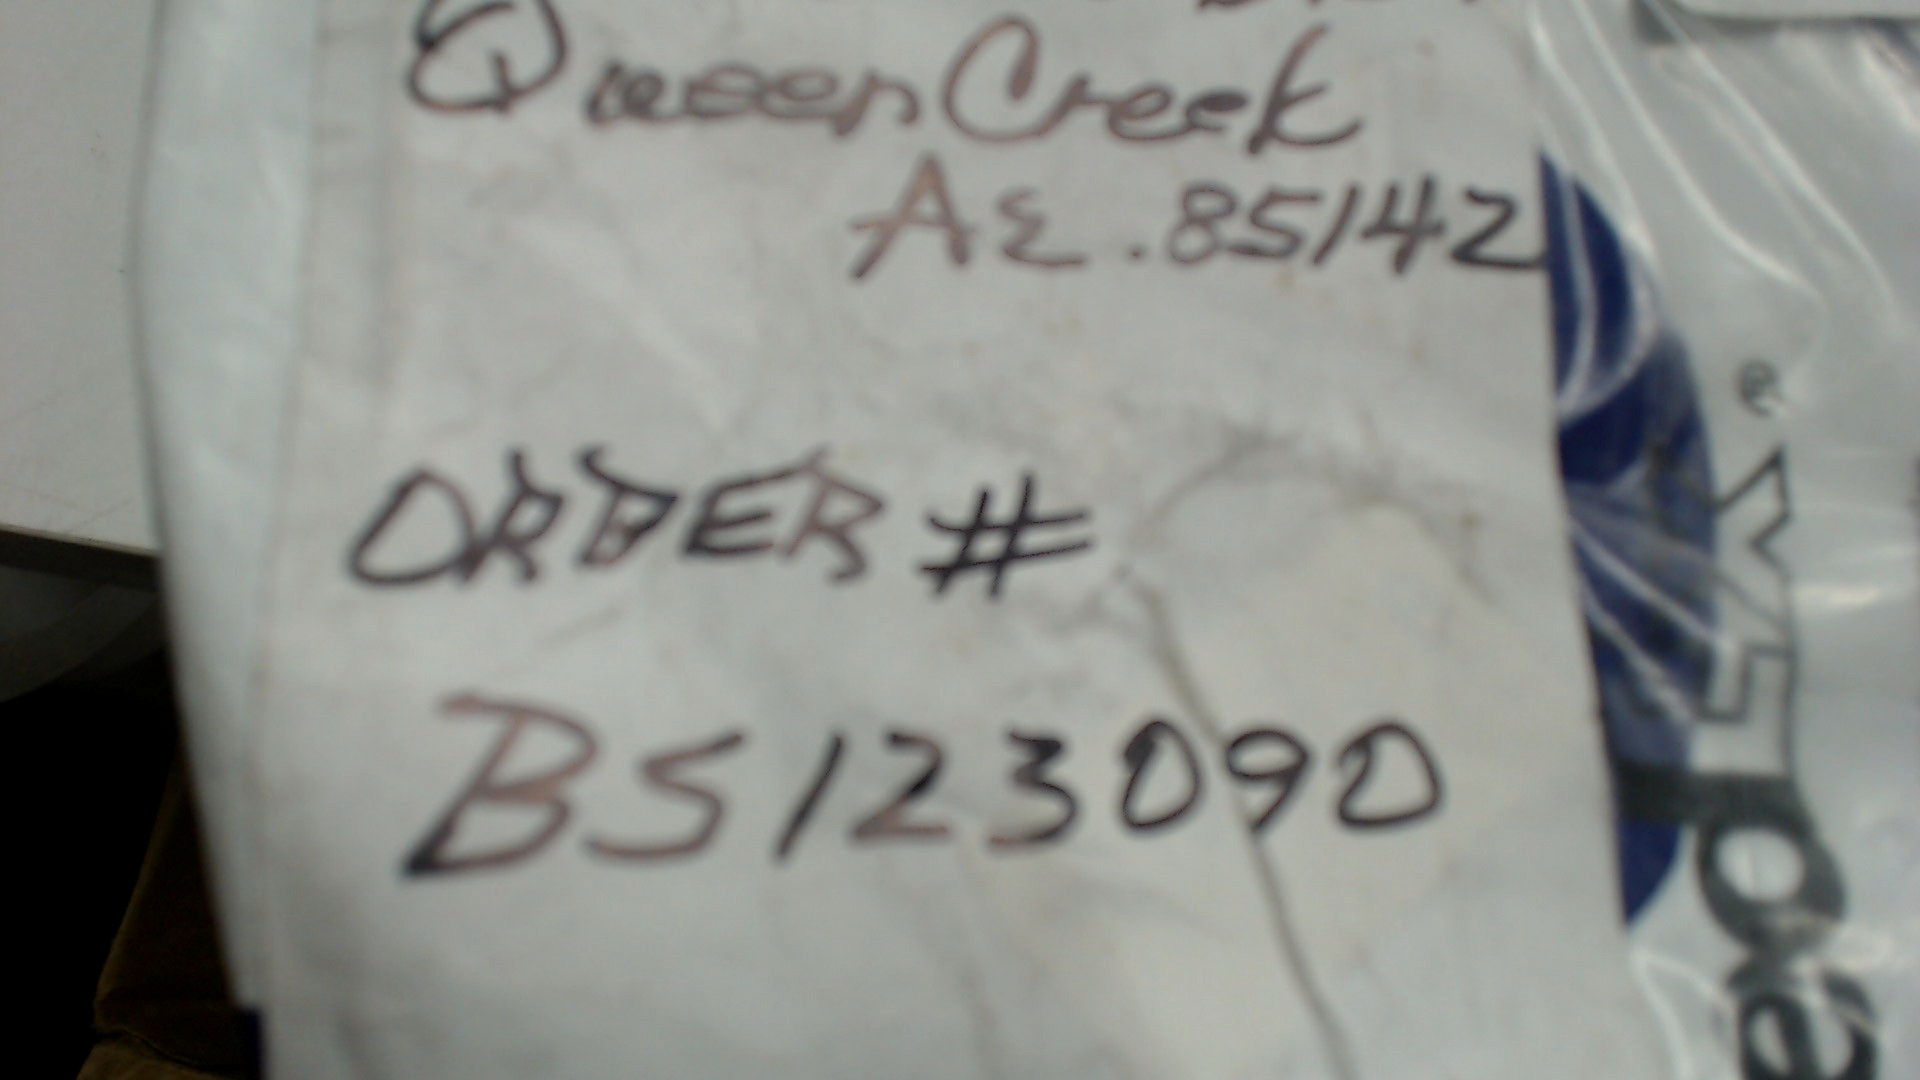 Queen Creek
AZ. 85142
ORDER #
BS123090